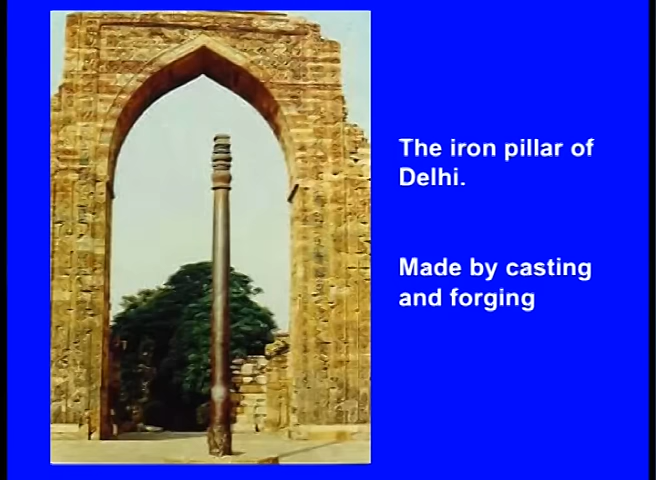 The iron pillar of
Delhi.
Made by casting
and forging